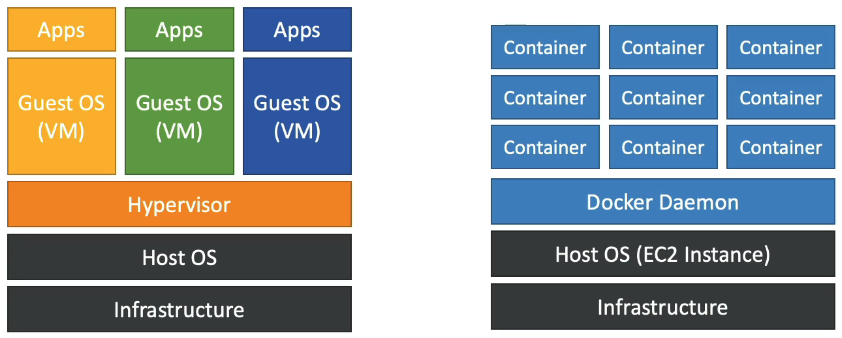 Apps
Apps
Apps
Guest OS
(VM)
Guest OS
(VM)
Guest OS
(VM)
Hypervisor
Host OS
Infrastructure
Container
Container
Container
Container
Container
Container
Container
Container
Container
Docker Daemon
Host OS (EC2 Instance)
Infrastructure